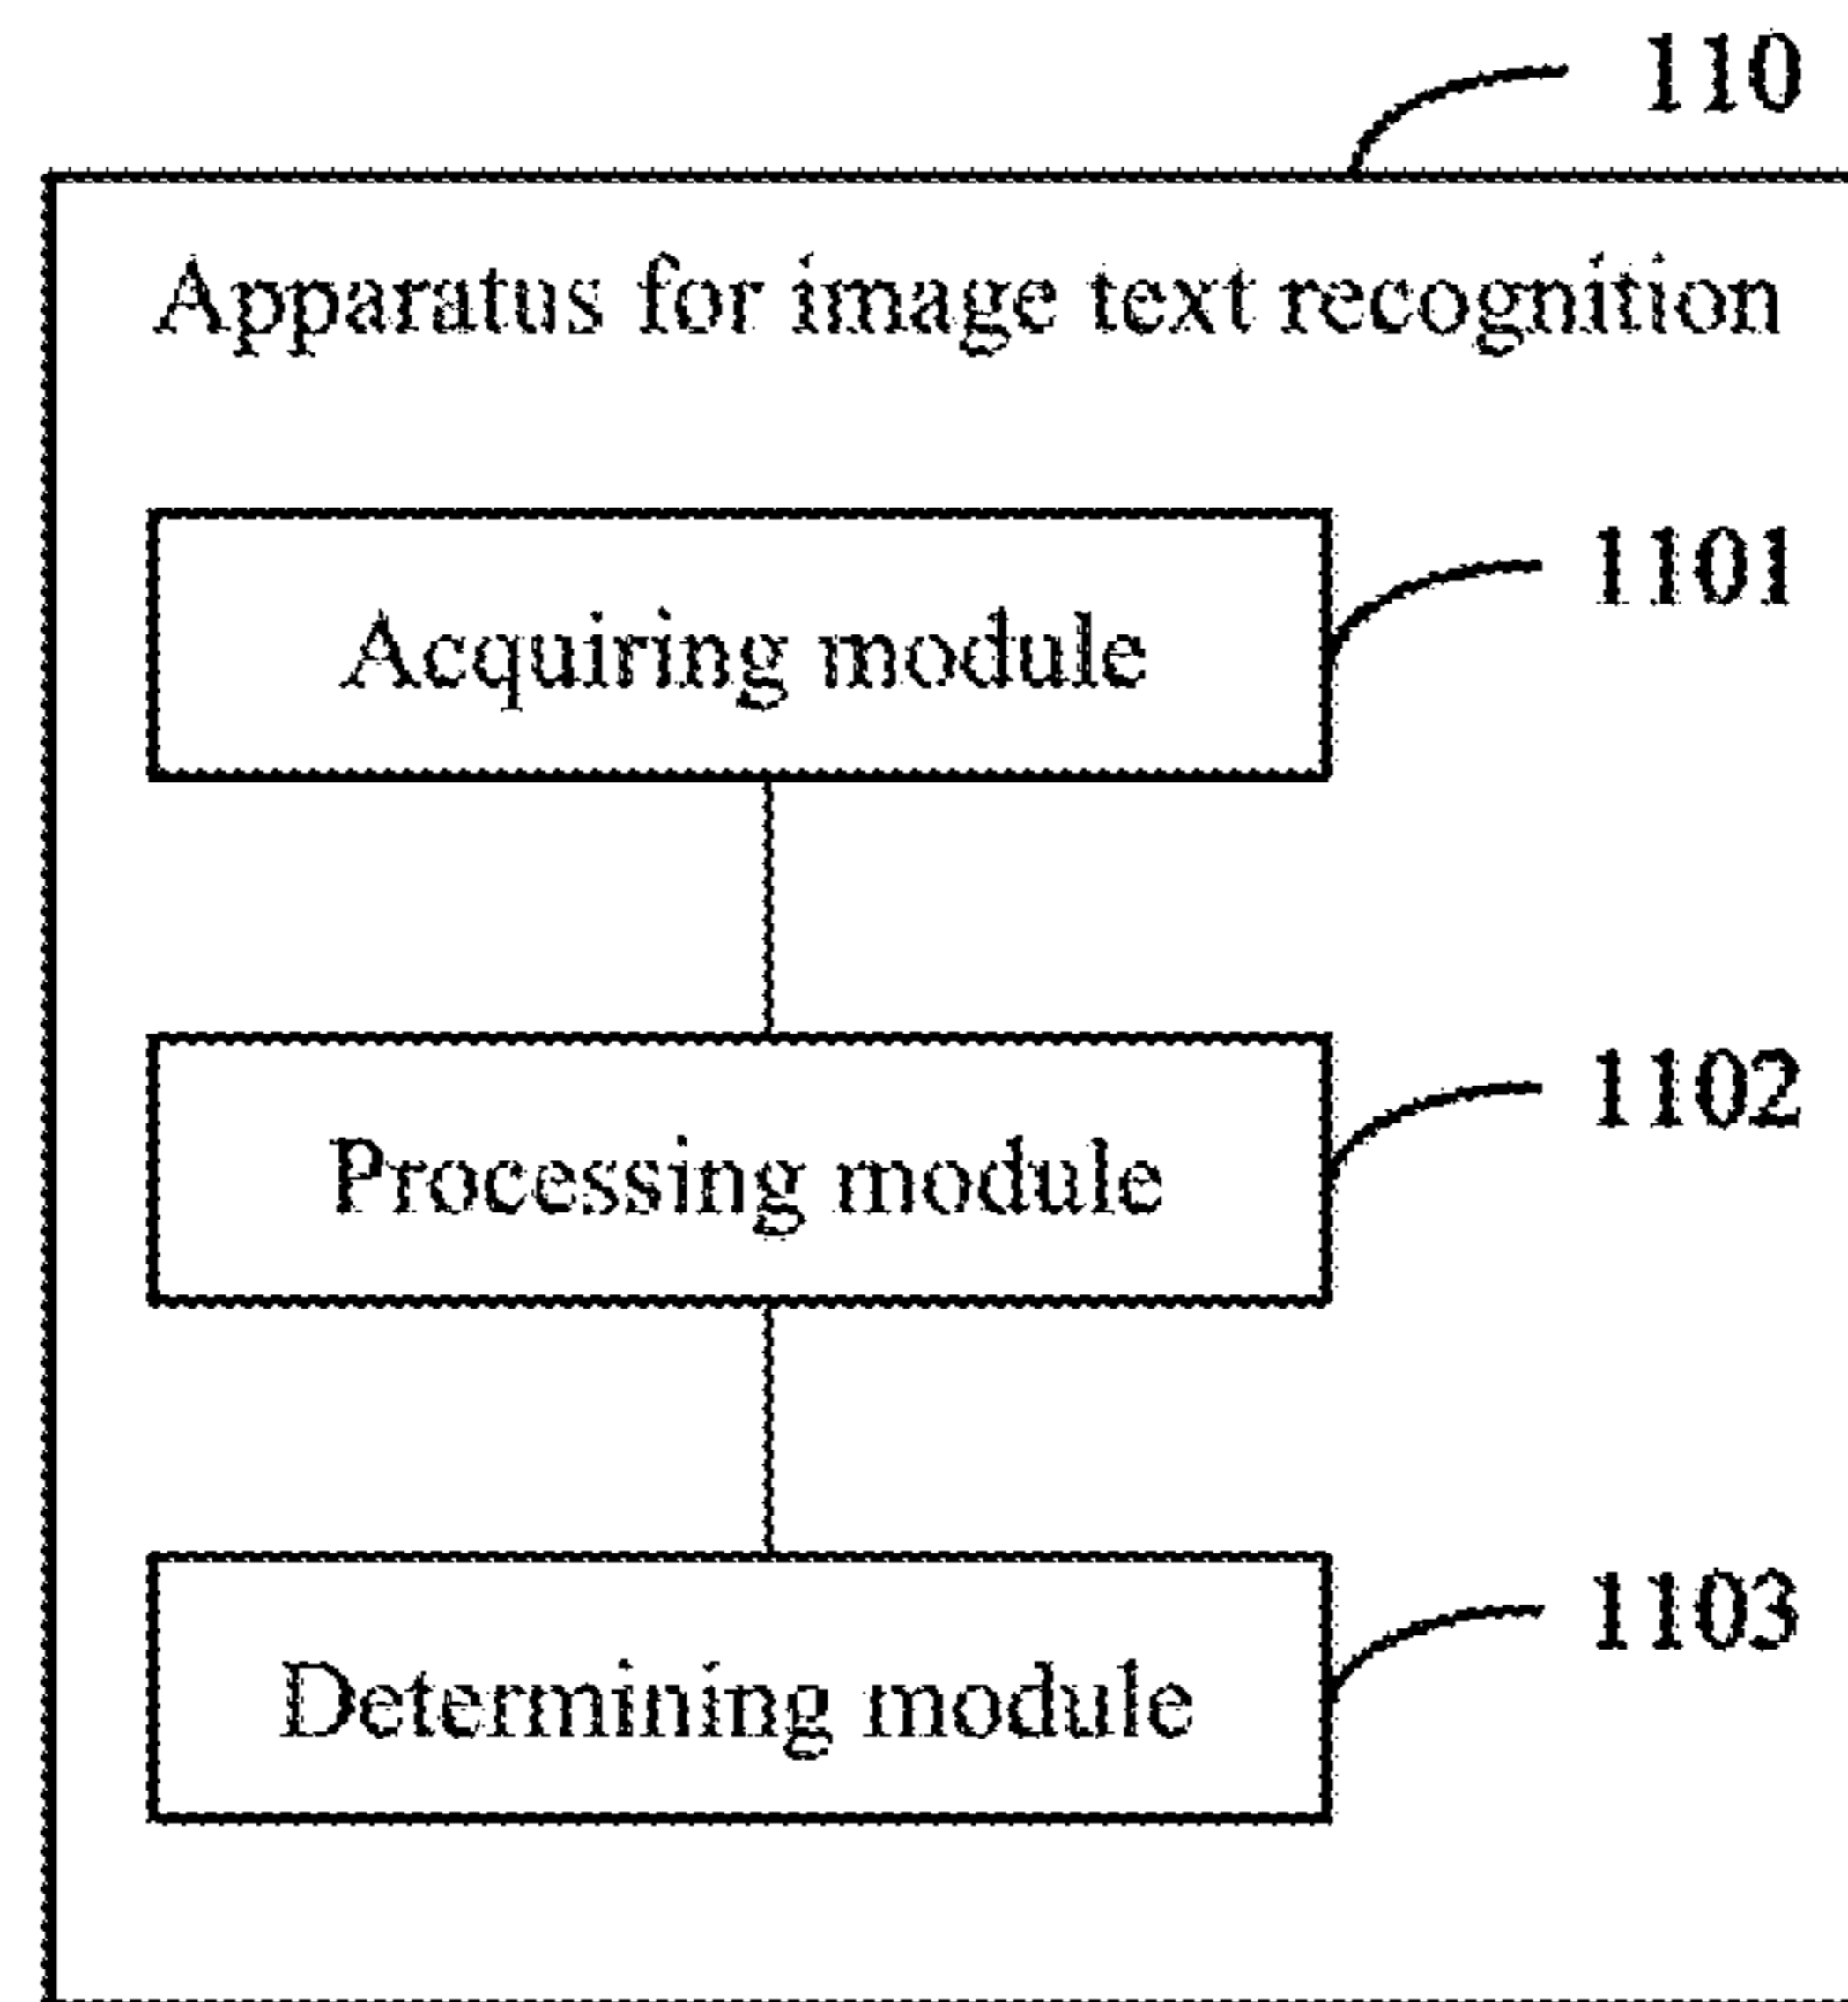 110
Apparatus for image text recognition
1101
Acquiring module
1102
Processing module
1103
Determining module